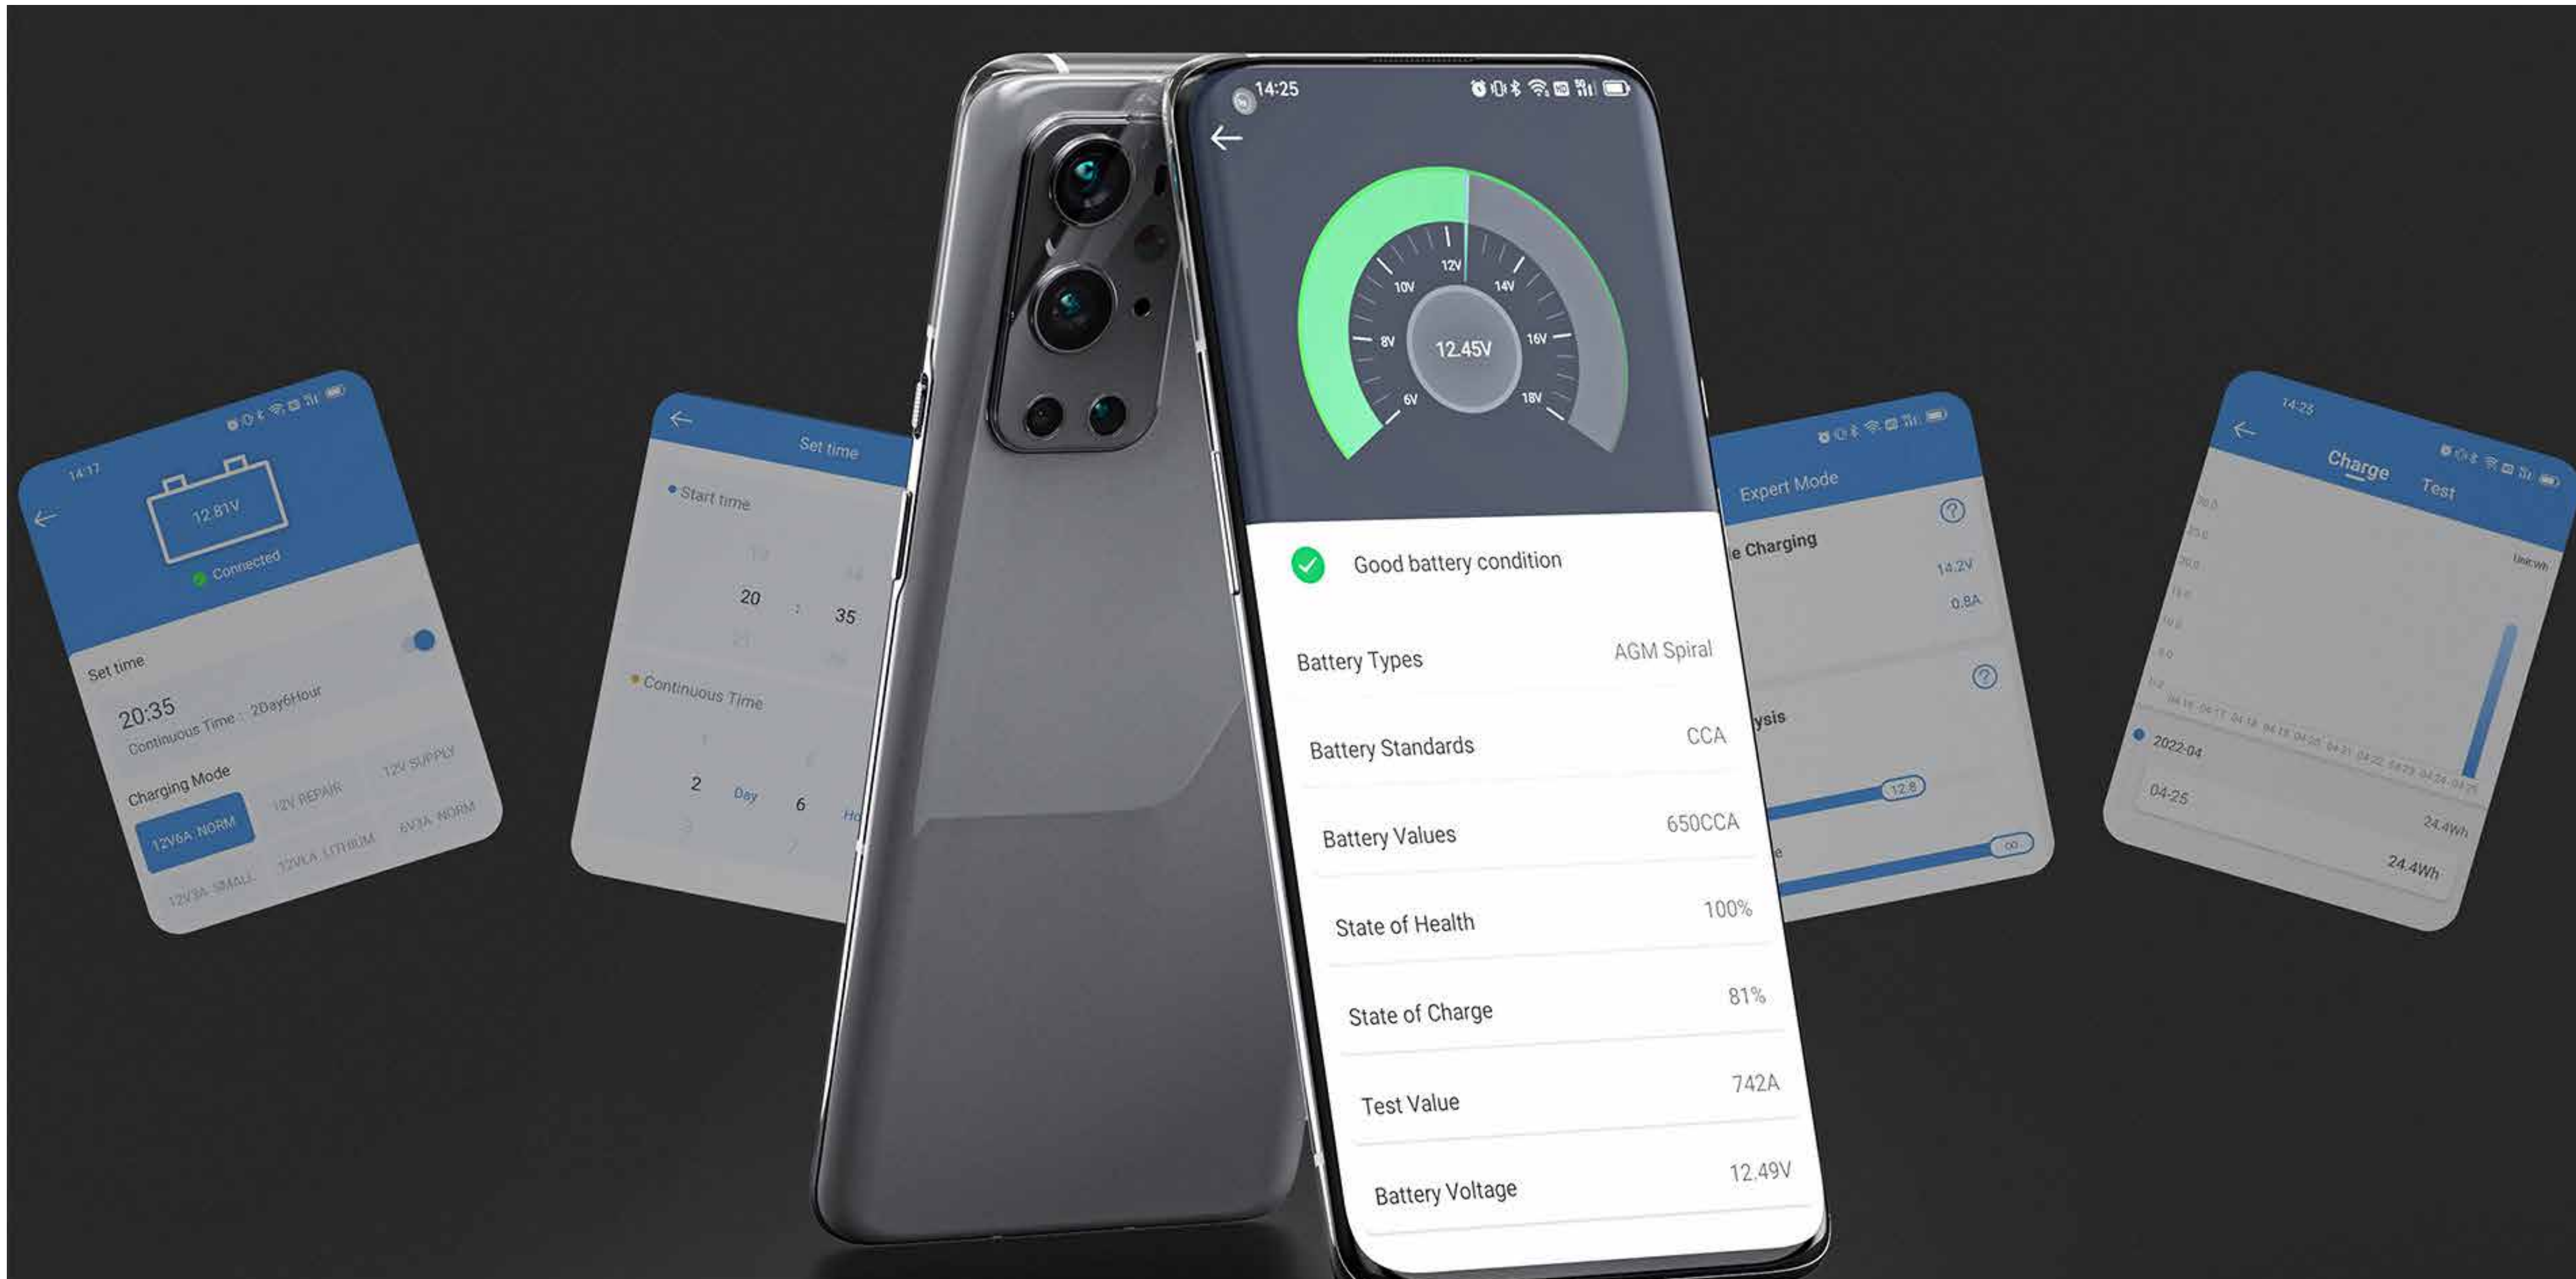 14:17
12.81V
Connected
Set time
20:35
Continuous Time : 2Day6Hour
Charging Mode
12V6A NORM
12V REPAIR
12V SUPPLY
12V3A SMALL
LITHIUM
6V3A NORM
Set time
Start time
20 : 35
Continuous Time
2 Day 6 Ho
14:25
6V
8V
10V
12V
14V
16V
18V
12.45V
Good battery condition
Battery Types AGM Spiral
Battery Standards CCA
Battery Values 650CCA
State of Health 100%
State of Charge 81%
Test Value 742A
Battery Voltage 12.49V
Expert Mode
e Charging
?
14.2V
0.8A
ysis
?
12.8
e
∞
14:23
Charge Test
Unit:Wh
2022-04
04-25 24.4Wh
24.4Wh